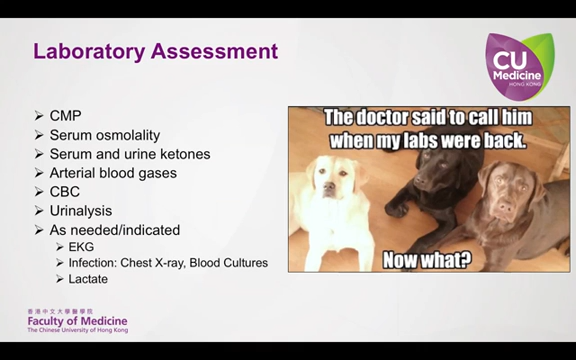 Laboratory Assessment
CU
Medicine
HONG KONG
➢ CMP
➢ Serum osmolality
➢ Serum and urine ketones
➢ Arterial blood gases
➢ CBC
➢ Urinalysis
➢ As needed/indicated
➢ EKG
➢ Infection: Chest X-ray, Blood Cultures
➢ Lactate
The doctor said to call him
when my labs were back.
Now what?
香港中文大學醫學院
Faculty of Medicine
The Chinese University of Hong Kong